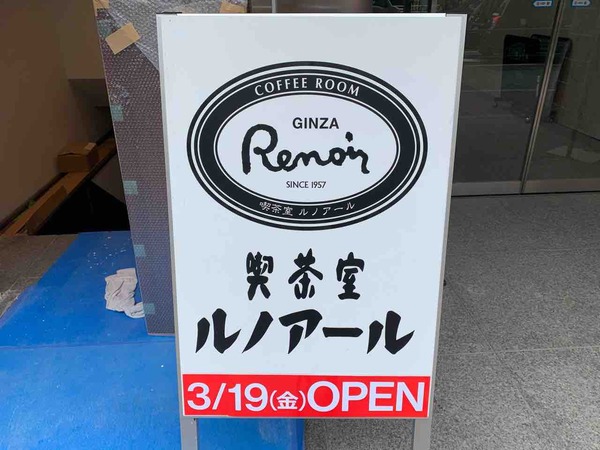 COFFEE ROOM
GINZA
Renoir
SINCE 1957
喫茶室 ルノアール
喫茶室
ルノアール
3/19(金)OPEN